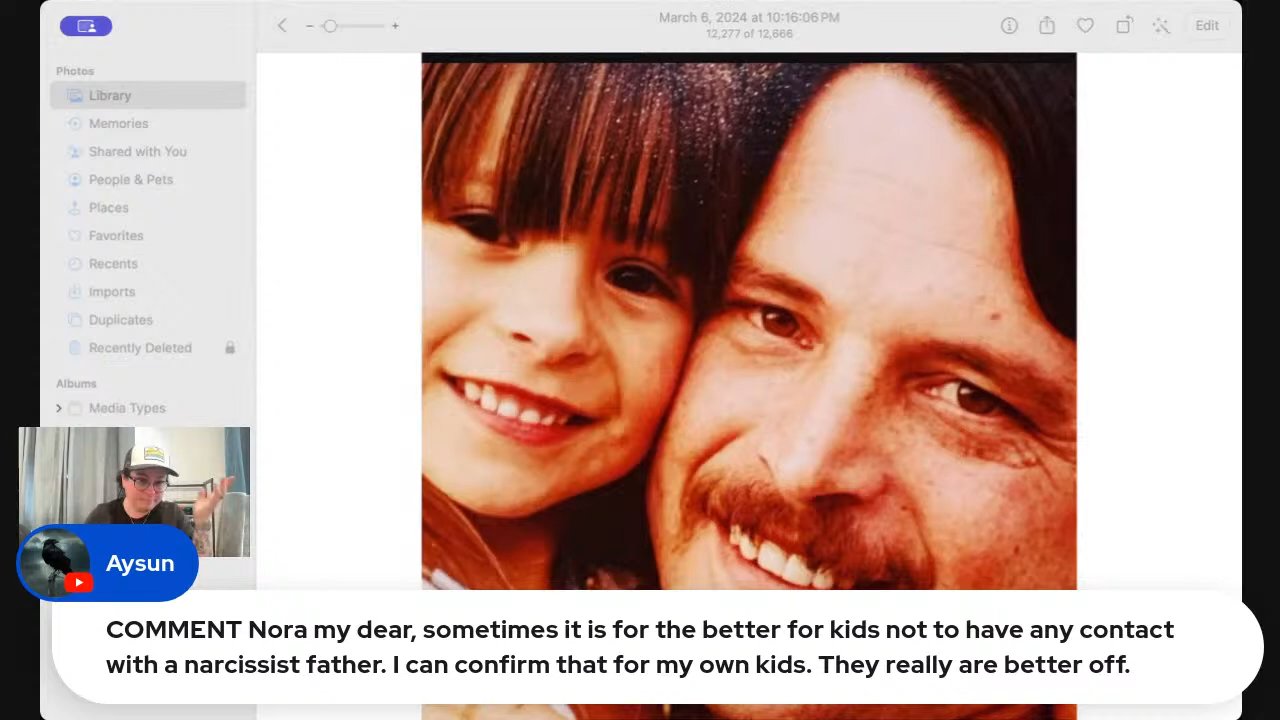 March 6, 2024 at 10:16:06 PM
12,277 of 12,666
Edit
Photos
Library
Memories
Shared with You
People & Pets
Places
Favorites
Recents
Imports
Duplicates
Recently Deleted
Albums
Media Types
Aysun
COMMENT Nora my dear, sometimes it is for the better for kids not to have any contact
with a narcissist father. I can confirm that for my own kids. They really are better off.